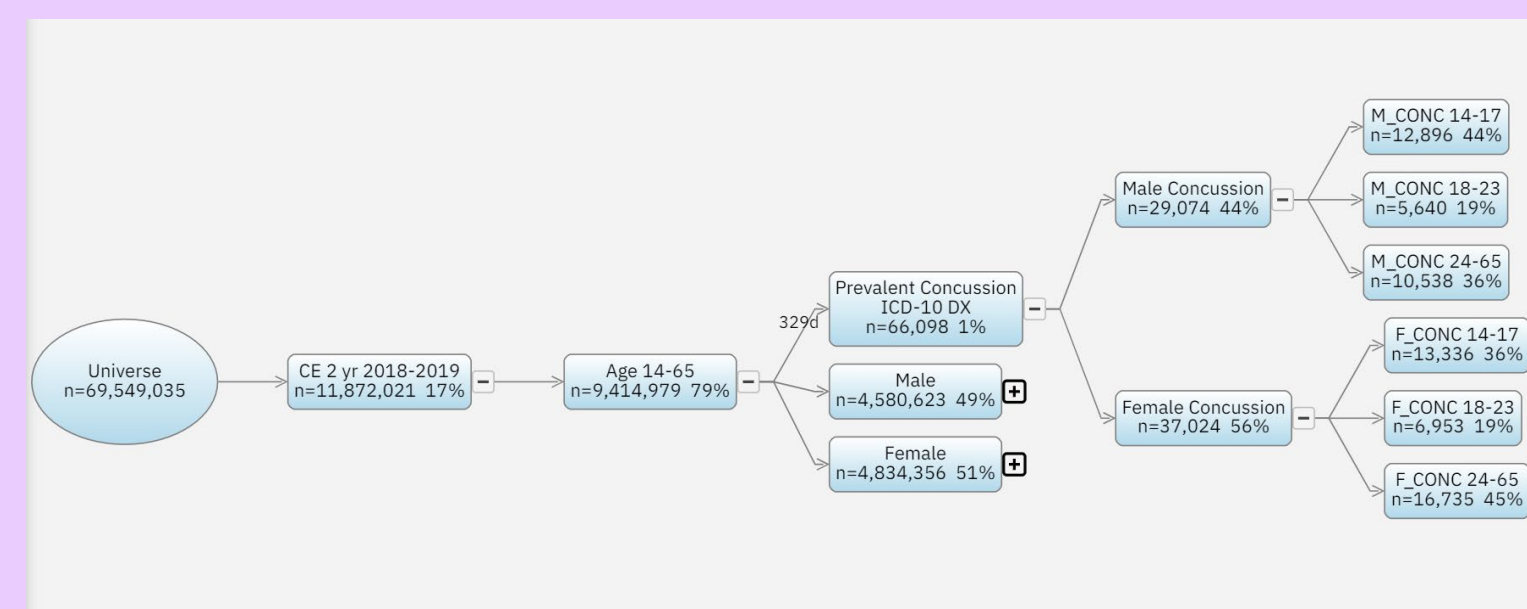 Universe
n=69,549,035
CE 2 yr 2018-2019
n=11,872,021 17%
Age 14-65
n=9,414,979 79%
329d
Prevalent Concussion
ICD-10 DX
n=66,098 1%
Male
n=4,580,623 49%
Female
n=4,834,356 51%
Male Concussion
n=29,074 44%
Female Concussion
n=37,024 56%
M_CONC 14-17
n=12,896 44%
M_CONC 18-23
n=5,640 19%
M_CONC 24-65
n=10,538 36%
F_CONC 14-17
n=13,336 36%
F_CONC 18-23
n=6,953 19%
F_CONC 24-65
n=16,735 45%